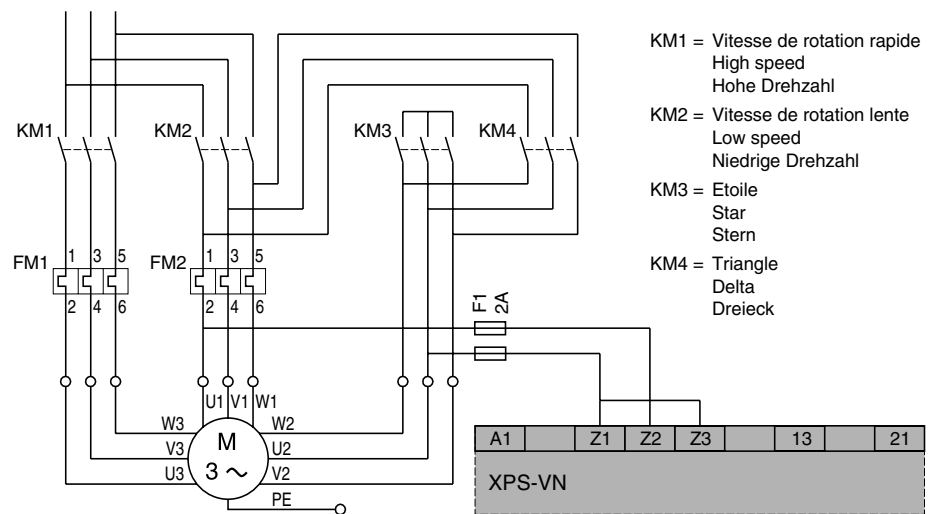 KM1 = Vitesse de rotation rapide
High speed
Hohe Drehzahl
KM2 = Vitesse de rotation lente
Low speed
Niedrige Drehzahl
KM3 = Etoile
Star
Stern
KM4 = Triangle
Delta
Dreieck
KM1 KM2 KM3 KM4
FM1 1 3 5 FM2 1 3 5
2 4 6 2 4 6
F1
2A
U1 V1 W1
W3 W2
V3 U2
U3 V2
M
3 ~
PE
A1 Z1 Z2 Z3 13 21
XPS-VN